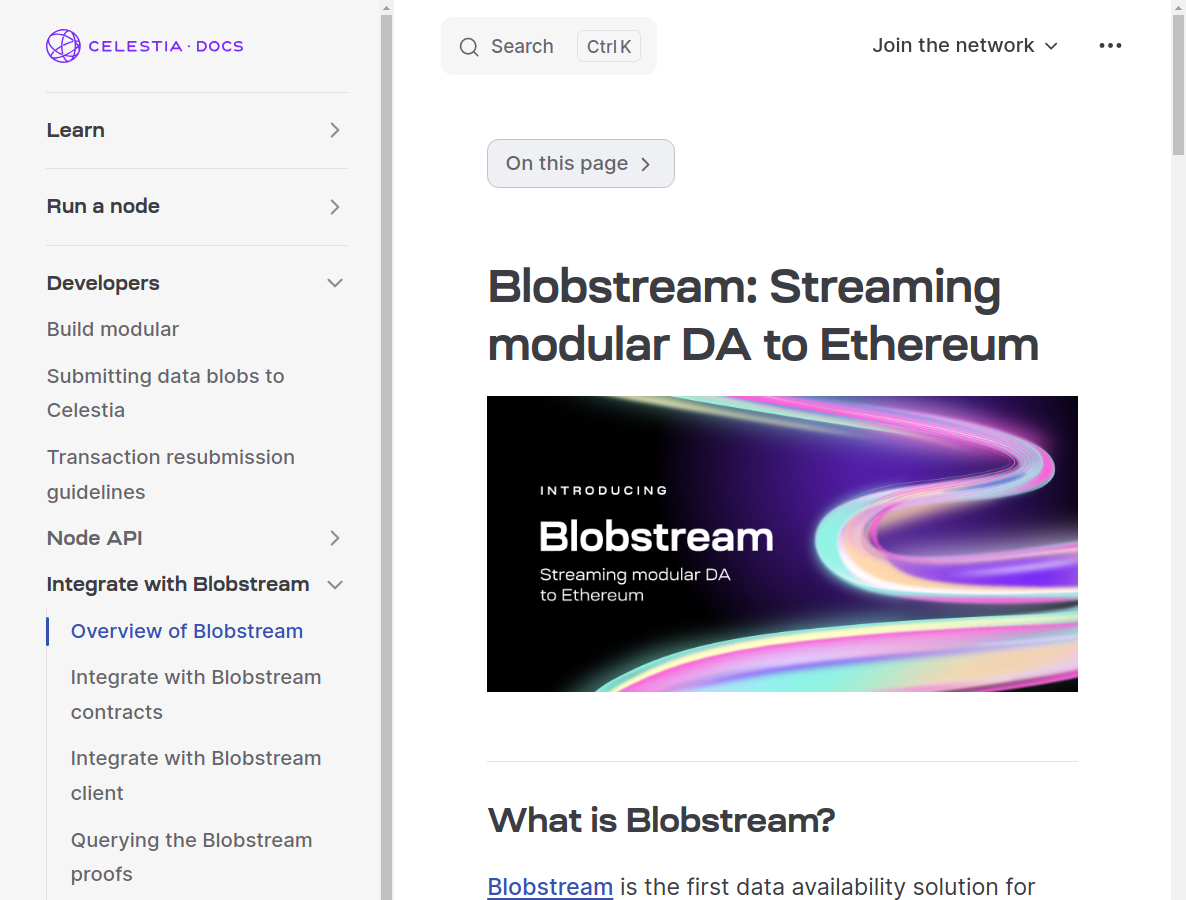 CELESTIA · DOCS
Learn
Run a node
Developers
Build modular
Submitting data blobs to
Celestia
Transaction resubmission
guidelines
Node API
Integrate with Blobstream
Overview of Blobstream
Integrate with Blobstream
contracts
Integrate with Blobstream
client
Querying the Blobstream
proofs
Search
Ctrl K
Join the network
On this page
Blobstream: Streaming
modular DA to Ethereum
INTRODUCING
Blobstream
Streaming modular DA
to Ethereum
What is Blobstream?
Blobstream is the first data availability solution for